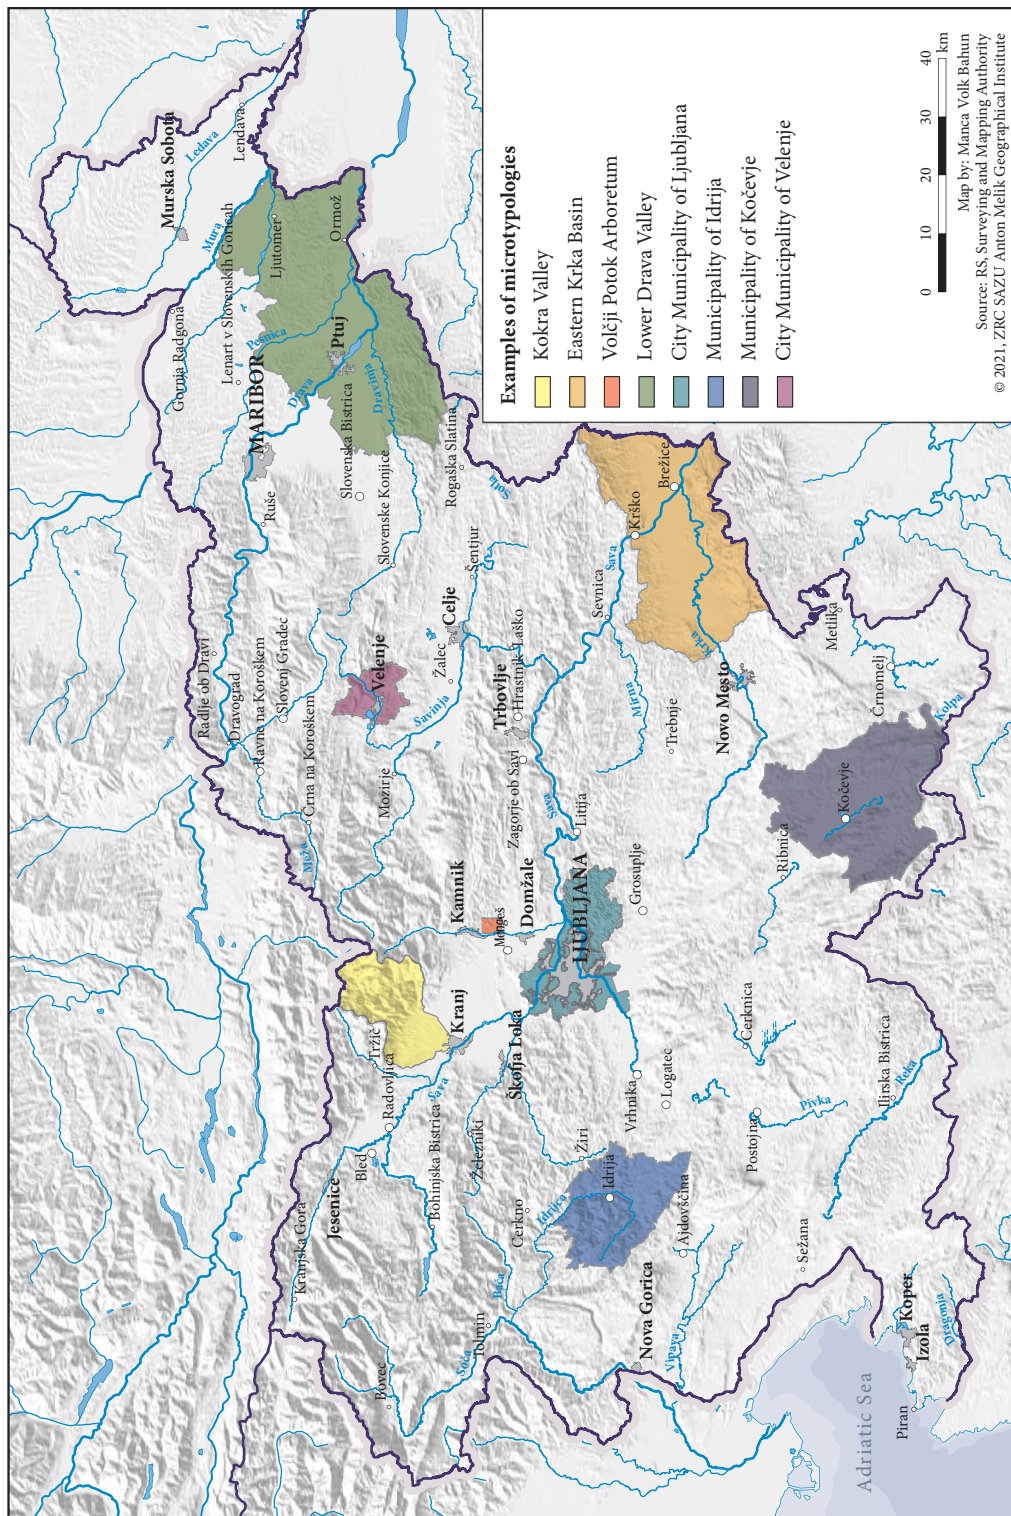 Murska Sobota
Ledava
Lendava
Mura
Gornja Radgona
Lenart v Slovenskih Goricah
Ljutomer
Ormož
Pesnica
MARIBOR
Drava
Ptuj
Dravinja
Ruše
Slovenska Bistrica
Slovenske Konjice
Rogaška Slatina
Sotla
Radlje ob Dravi
Dravograd
Ravne na Koroškem
Slovenj Gradec
Črna na Koroškem
Meža
Velenje
Mozirje
Savinja
Žalec
Celje
Šentjur
Trbovlje
Hrastnik
Laško
Zagorje ob Savi
Sava
Litija
Sevnica
Sava
Krško
Brežice
Krka
Mirna
Trebnje
Novo Mesto
Metlika
Črnomelj
Kolpa
Kočevje
Ribnica
Grosuplje
Kamnik
Mengeš
Domžale
LJUBLJANA
Kranj
Škofja Loka
Tržič
Radovljica
Sava
Bled
Jesenice
Kranjska Gora
Bohinjska Bistrica
Železniki
Žiri
Cerkno
Idrijca
Idrija
Bača
Tolmin
Soča
Bovec
Nova Gorica
Vipava
Ajdovščina
Vrhnika
Logatec
Cerknica
Postojna
Pivka
Ilirska Bistrica
Reka
Sežana
Koper
Izola
Piran
Dragonja
Adriatic Sea
Examples of microtypologies
Kokra Valley
Eastern Krka Basin
Volčji Potok Arboretum
Lower Drava Valley
City Municipality of Ljubljana
Municipality of Idrija
Municipality of Kočevje
City Municipality of Velenje
0 10 20 30 40
km
Map by: Manca Volk Bahun
Source: RS, Surveying and Mapping Authority
© 2021, ZRC SAZU Anton Melik Geographical Institute